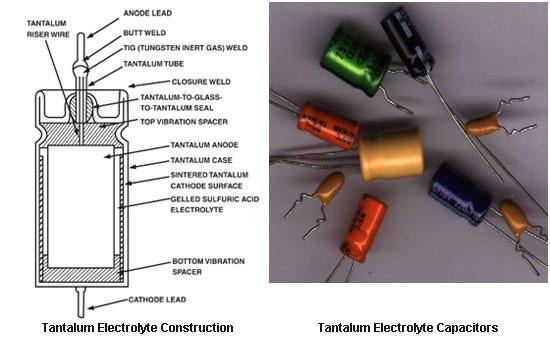 ANODE LEAD
TANTALUM
RISER WIRE
BUTT WELD
TIG (TUNGSTEN INERT GAS) WELD
TANTALUM TUBE
CLOSURE WELD
TANTALUM-TO-GLASS-
TO-TANTALUM SEAL
TOP VIBRATION SPACER
TANTALUM ANODE
TANTALUM CASE
SINTERED TANTALUM
CATHODE SURFACE
GELLED SULFURIC ACID
ELECTROLYTE
BOTTOM VIBRATION
SPACER
CATHODE LEAD
TAIWAN
Tantalum Electrolyte Construction
Tantalum Electrolyte Capacitors